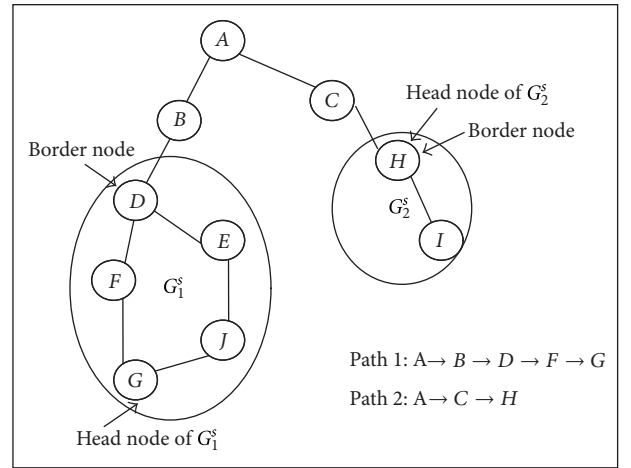 A
C
Head node of G₂ˢ
B
Border node
Border node
H
D
G₂ˢ
E
I
F
G₁ˢ
J
Path 1: A→ B → D → F → G
G
Path 2: A→ C → H
Head node of G₁ˢ